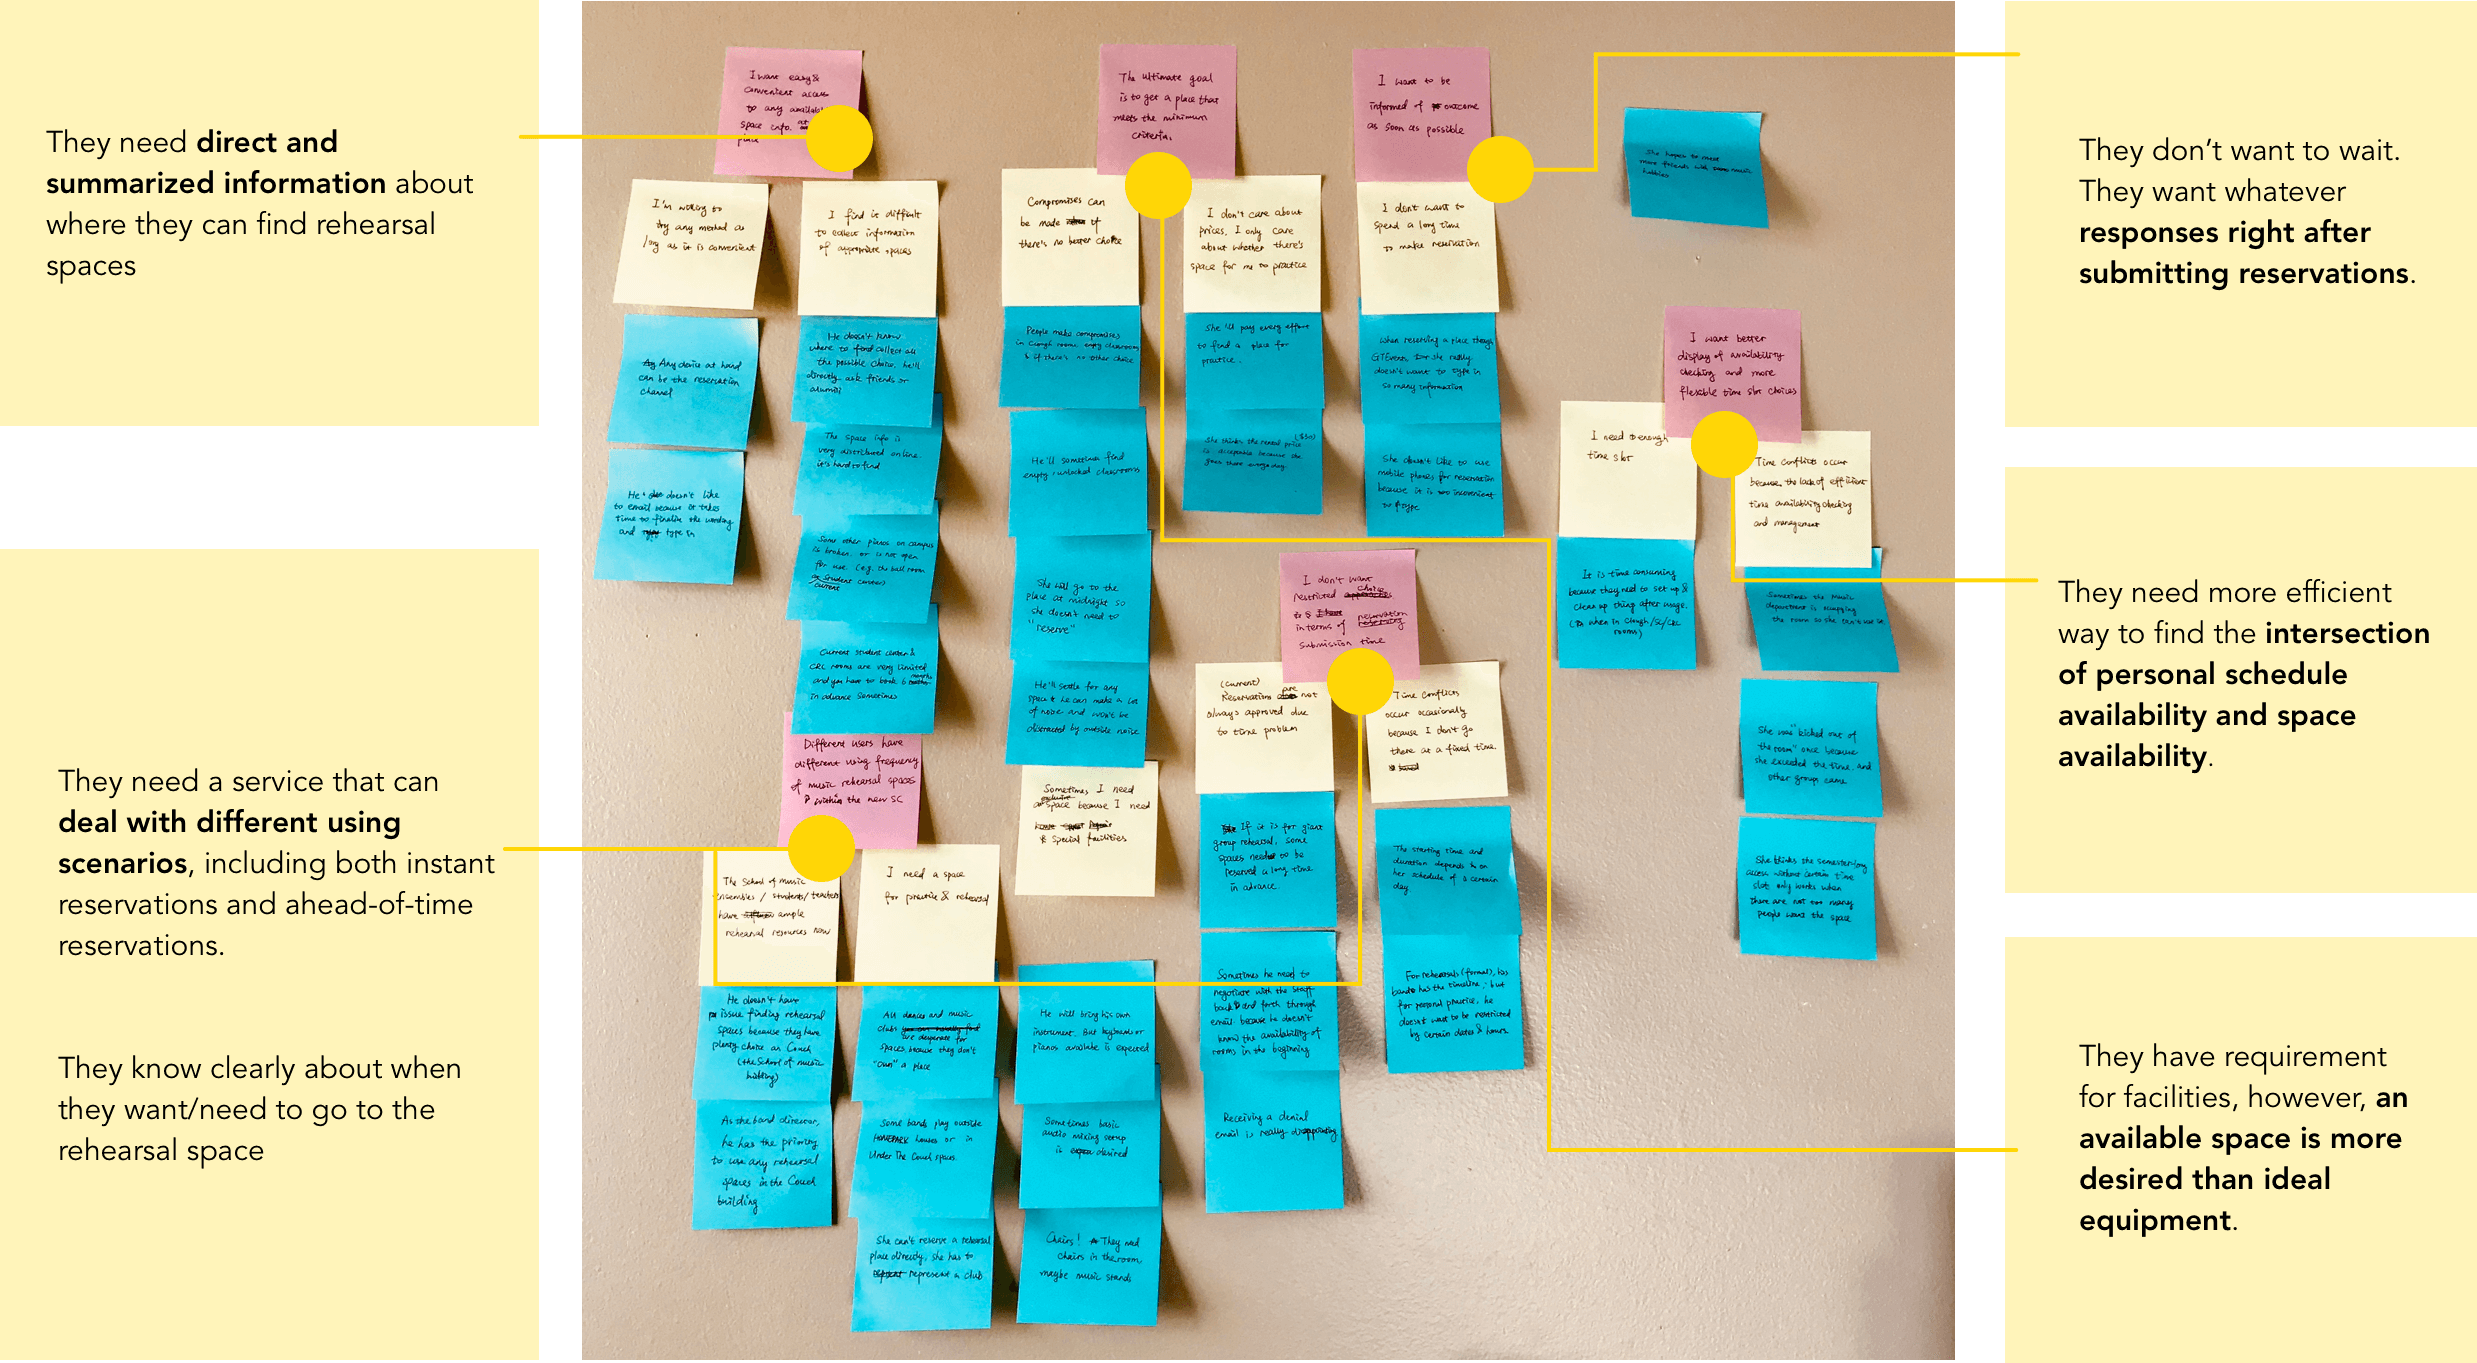 They need direct and
summarized information about
where they can find rehearsal
spaces
They need a service that can
deal with different using
scenarios, including both instant
reservations and ahead-of-time
reservations.
They know clearly about when
they want/need to go to the
rehearsal space
I want easy &
convenient access
to any available
space info.
place
I'm willing to
try any method as
long as it is convenient
Any device at hand
can be the reservation
channel
He doesn't like
to email because it takes
time to finalize the wording
and type in
I find it difficult
to collect information
of appropriate spaces
He doesn't know
where to collect all
the possible choice. he'll
directly ask friends or
The space info is
very distributed online.
it's hard to find
Some other pianos on campus
is broken, or is not open
for use (e.g. the ball room
student center)
current
Current student center &
CRC rooms are very limited
and you have to book 6 months
in advance sometimes
Different users have
different using frequency
of music rehearsal spaces
within the new SC
The School of music
ensembles / students / teachers
have ample
rehearsal resources now
He doesn't have
issue finding rehearsal
spaces because they have
plenty choice on Couch
(the School of music
building)
As the band director,
he has the priority
to use any rehearsal
spaces in the Couch
building
I need a space
for practice & rehearsal
All dances and music
clubs
are desperate for
spaces, because they don't
"own" a place
Some bands play outside
houses or in
Under The Couch spaces
She can't reserve a rehearsal
place directly, she has to
represent a club
The ultimate goal
is to get a place that
meets the minimum
criteria.
Compromises can
be made if
there's no better choice
People make compromises
in Clough room, empty classrooms
if there's no other choice
He'll sometimes find
empty, unlocked classrooms
She will go to the
place at midnight so
she doesn't need to
"reserve"
He'll settle for any
space he can make a lot
of noise and won't be
distracted by outside noise
Sometimes I need
exclusive
space because I need
special facilities
He will bring his own
instrument. But keyboards or
pianos available is expected
Sometimes basic
audio mixing setup
is desired
Chairs! They need
chairs in the room,
maybe music stands
I don't care about
prices. I only care
about whether there's
space for me to practice
She'll pay every effort
to find a place for
practice.
She thinks the rental price ($30)
is acceptable because she
goes there everyday
I want to be
informed of outcome
as soon as possible
I don't want to
spend a long time
to make reservation
When reserving a place though
GTEvents, she really
doesn't want to type in
so many information
She doesn't like to use
mobile phones for reservation
because it is too inconvenient
to type
I don't want
restricted choice
in terms of reservation
submission time
(current)
Reservations are not
always approved due
to time problem
If it is for giant
group rehearsal, some
spaces need to be
reserved a long time
in advance.
Sometimes he need to
negotiate with the staff
back and forth through
email because he doesn't
know the availability of
rooms in the beginning
Receiving a denial
email is really disappointing
Time conflicts
occur occasionally
because I don't go
there at a fixed time.
The starting time and
duration depends on
her schedule of a certain
day
For rehearsals (formal), his
band has the timeline; but
for personal practice, he
doesn't want to be restricted
by certain dates & hours.
She hopes to meet
more friends with music
hobbies
I want better
display of availability
checking and more
flexible time slot choices
I need enough
time slot
It is time consuming
because they need to set up &
clean up thing after usage.
when in Clough/SC/CRC
rooms)
Time conflicts occur
because the lack of efficient
time availability checking
and management
Sometimes the Music
department is occupying
the room so she can't use it
She was "kicked out of
the room" once because
she exceeded the time, and
other groups came
She thinks the semester-long
access without certain time
slot only works when
there are not too many
people want the space
They don't want to wait.
They want whatever
responses right after
submitting reservations.
They need more efficient
way to find the intersection
of personal schedule
availability and space
availability.
They have requirement
for facilities, however, an
available space is more
desired than ideal
equipment.